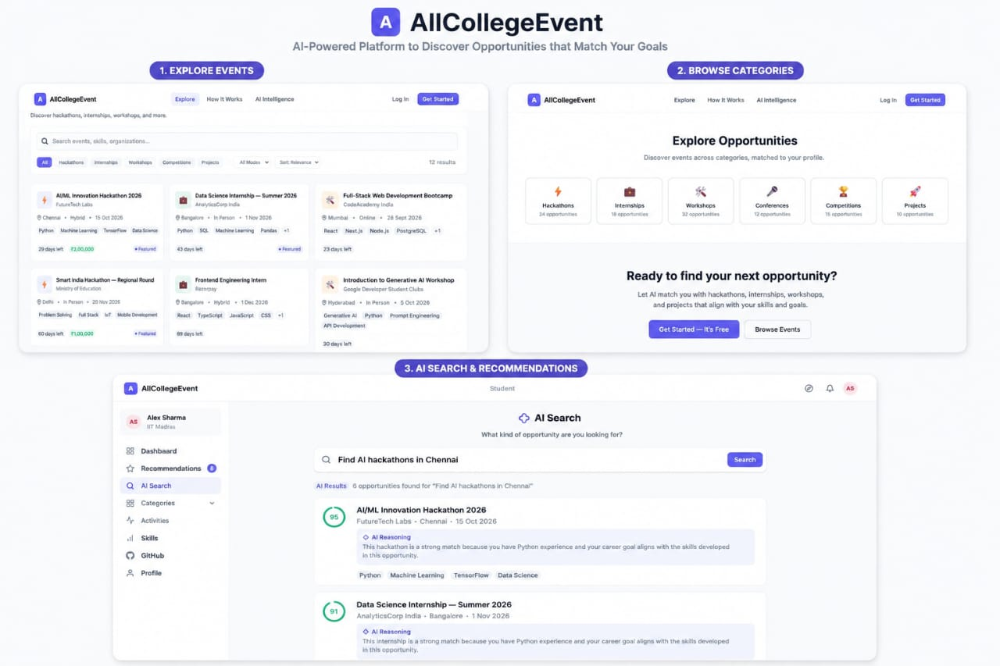 A AllCollegeEvent
AI-Powered Platform to Discover Opportunities that Match Your Goals
1. EXPLORE EVENTS
A AllCollegeEvent Explore How It Works AI Intelligence Log In Get Started
Discover hackathons, internships, workshops, and more.
Search events, skills, organizations...
All Hackathons Internships Workshops Competitions Projects All Modes Sort: Relevance 12 results
AI/ML Innovation Hackathon 2026
FutureTech Labs
Chennai • Hybrid • 15 Oct 2026
Python Machine Learning TensorFlow Data Science
29 days left ₹2,00,000 Featured
Data Science Internship — Summer 2026
AnalyticsCorp India
Bangalore • In Person • 1 Nov 2026
Python SQL Machine Learning Pandas +1
43 days left Featured
Full-Stack Web Development Bootcamp
CodeAcademy India
Mumbai • Online • 26 Sept 2026
React Next.js Node.js PostgreSQL +1
23 days left
Smart India Hackathon — Regional Round
Ministry of Education
Delhi • In Person • 20 Nov 2026
Problem Solving Full Stack IoT Mobile Development
60 days left ₹1,00,000 Featured
Frontend Engineering Intern
Razorpay
Bangalore • Hybrid • 1 Dec 2026
React TypeScript JavaScript CSS +1
69 days left
Introduction to Generative AI Workshop
Google Developer Student Clubs
Hyderabad • In Person • 5 Oct 2026
Generative AI Python Prompt Engineering
API Development
30 days left
2. BROWSE CATEGORIES
A AllCollegeEvent Explore How It Works AI Intelligence Log In Get Started
Explore Opportunities
Discover events across categories, matched to your profile.
Hackathons
24 opportunities
Internships
18 opportunities
Workshops
32 opportunities
Conferences
12 opportunities
Competitions
15 opportunities
Projects
10 opportunities
Ready to find your next opportunity?
Let AI match you with hackathons, internships, workshops,
and projects that align with your skills and goals.
Get Started — It's Free Browse Events
3. AI SEARCH & RECOMMENDATIONS
A AllCollegeEvent Student AS
AS Alex Sharma
IIT Madras
Dashbaard
Recommendations 8
AI Search
Categories
Activities
Skills
GitHub
Profile
AI Search
What kind of opportunity are you looking for?
Find AI hackathons in Chennai Search
AI Results 6 opportunities found for "Find AI hackathons in Chennai"
95
AI/ML Innovation Hackathon 2026
FutureTech Labs • Chennai • 15 Oct 2026
AI Reasoning
This hackathon is a strong match because you have Python experience and your career goal aligns with the skills developed
in this opportunity.
Python Machine Learning TensorFlow Data Science
91
Data Science Internship — Summer 2026
AnalyticsCorp India • Bangalore • 1 Nov 2026
AI Reasoning
This internship is a strong match because you have Python experience and your career goal aligns with the skills developed
in this opportunity.